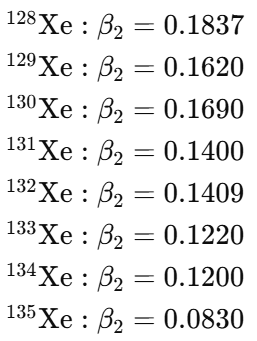 ¹²⁸Xe : β₂ = 0.1837
¹²⁹Xe : β₂ = 0.1620
¹³⁰Xe : β₂ = 0.1690
¹³¹Xe : β₂ = 0.1400
¹³²Xe : β₂ = 0.1409
¹³³Xe : β₂ = 0.1220
¹³⁴Xe : β₂ = 0.1200
¹³⁵Xe : β₂ = 0.0830